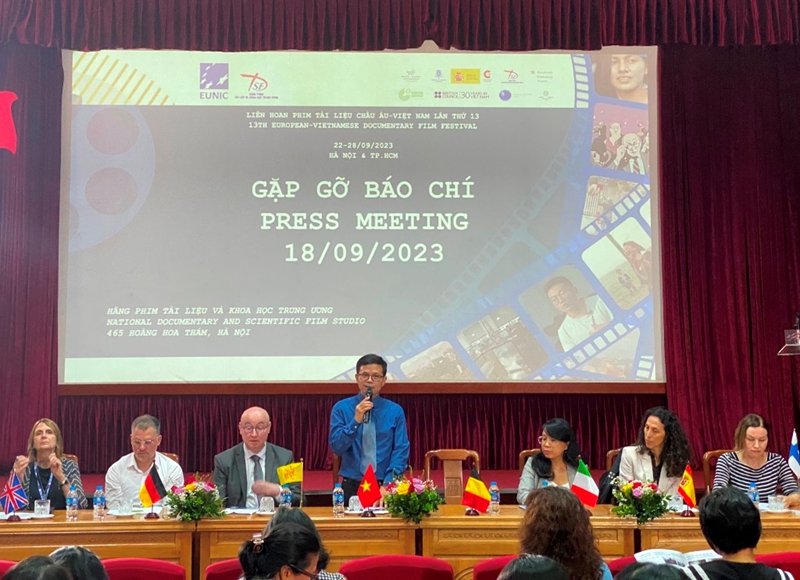 EUNIC
LIÊN HOAN PHIM TÀI LIỆU CHÂU ÂU-VIỆT NAM LẦN THỨ 13
13TH EUROPEAN-VIETNAMESE DOCUMENTARY FILM FESTIVAL
22-28/09/2023
HÀ NỘI & TP.HCM
GẶP GỠ BÁO CHÍ
PRESS MEETING
18/09/2023
HÃNG PHIM TÀI LIỆU VÀ KHOA HỌC TRUNG ƯƠNG
NATIONAL DOCUMENTARY AND SCIENTIFIC FILM STUDIO
465 HOÀNG HOA THÁM, HÀ NỘI